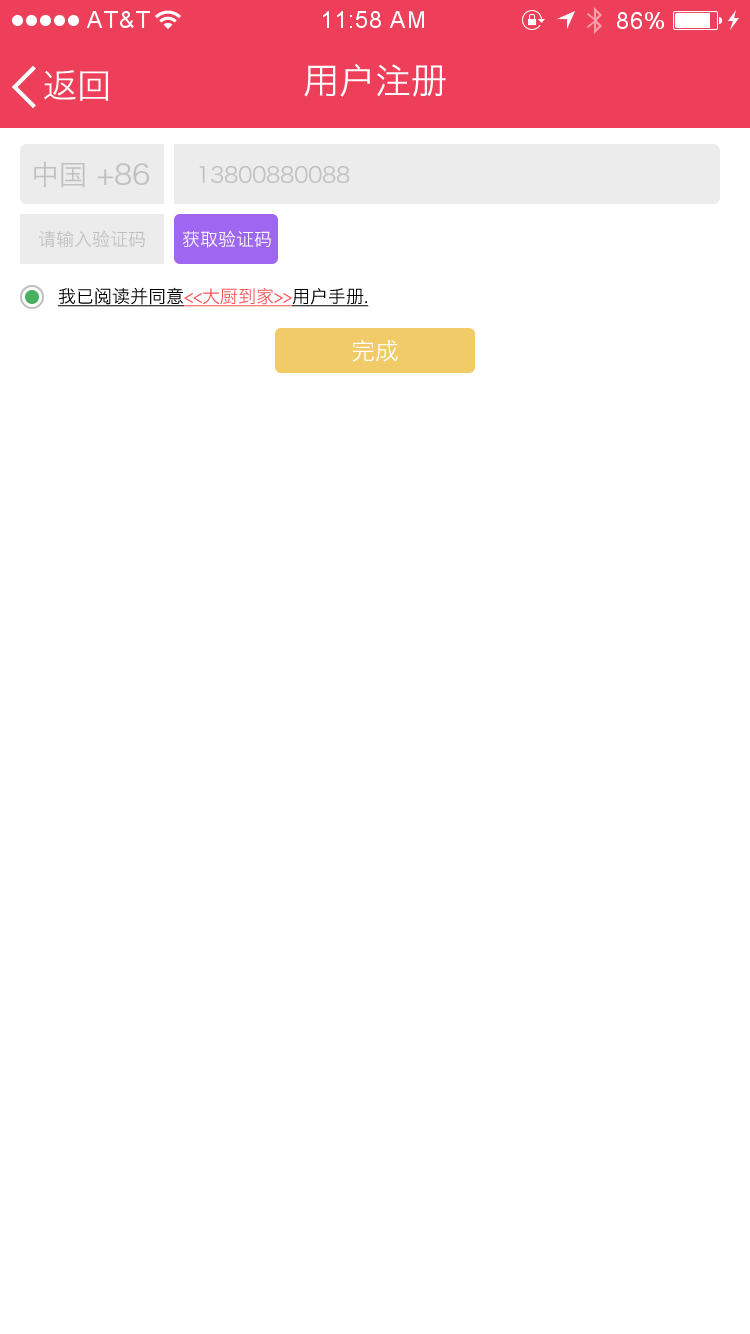 AT&T 11:58 AM 86%
返回 用户注册
中国 +86 13800880088
请输入验证码 获取验证码
我已阅读并同意<<大厨到家>>用户手册.
完成